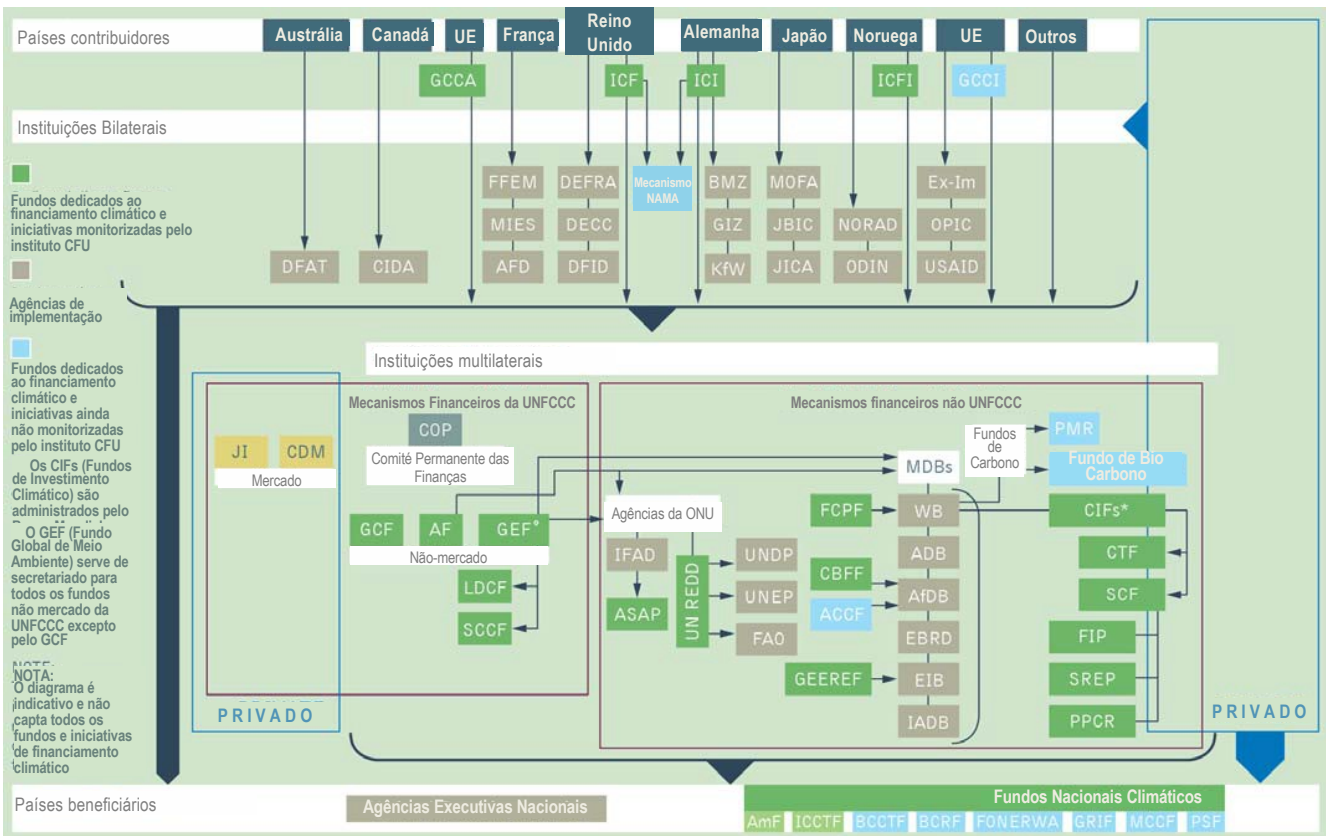 Países contribuidores
Austrália
Canadá
UE
França
Reino
Unido
Alemanha
Japão
Noruega
UE
Outros
GCCA
ICF
ICI
ICFI
GCCI
Instituições Bilaterais
Fundos dedicados ao
financiamento climático e
iniciativas monitorizadas pelo
instituto CFU
Agências de
implementação
Fundos dedicados
ao financiamento
climático e
iniciativas ainda
não monitorizadas
pelo instituto CFU
Os CIFs (Fundos
de Investimento
Climático) são
administrados pelo
O GEF (Fundo
Global de Meio
Ambiente) serve de
secretariado para
todos os fundos
não mercado da
UNFCCC excepto
pelo GCF
NOTA:
O diagrama é
indicativo e não
capta todos os
fundos e iniciativas
de financiamento
climático
FFEM
DEFRA
Mecanismo
NAMA
BMZ
MOFA
Ex-Im
MIES
DECC
GIZ
JBIC
NORAD
OPIC
DFAT
CIDA
AFD
DFID
KfW
JICA
ODIN
USAID
Instituições multilaterais
Mecanismos Financeiros da UNFCCC
Mecanismos financeiros não UNFCCC
JI
CDM
Mercado
COP
Comité Permanente das
Finanças
GCF
AF
GEF°
Não-mercado
LDCF
SCCF
Agências da ONU
IFAD
ASAP
UN REDD
UNDP
UNEP
FAO
MDBs
FCPF
WB
ADB
CBFF
AfDB
ACCF
EBRD
GEEREF
EIB
IADB
Fundos
de
Carbono
PMR
Fundo de Bio
Carbono
CIFs*
CTF
SCF
FIP
SREP
PPCR
PRIVADO
PRIVADO
Países beneficiários
Agências Executivas Nacionais
Fundos Nacionais Climáticos
AmF
ICCTF
BCCTF
BCRF
FONERWA
GRIF
MCCF
PSF